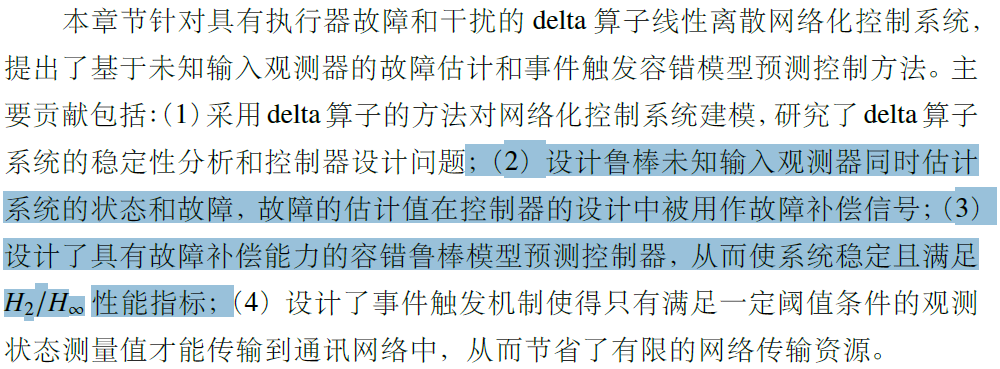 本章节针对具有执行器故障和干扰的 delta 算子线性离散网络化控制系统，
提出了基于未知输入观测器的故障估计和事件触发容错模型预测控制方法。主
要贡献包括：（1）采用 delta 算子的方法对网络化控制系统建模，研究了 delta 算子
系统的稳定性分析和控制器设计问题；（2）设计鲁棒未知输入观测器同时估计
系统的状态和故障，故障的估计值在控制器的设计中被用作故障补偿信号；（3）
设计了具有故障补偿能力的容错鲁棒模型预测控制器，从而使系统稳定且满足
H₂/H∞ 性能指标；（4）设计了事件触发机制使得只有满足一定阈值条件的观测
状态测量值才能传输到通讯网络中，从而节省了有限的网络传输资源。